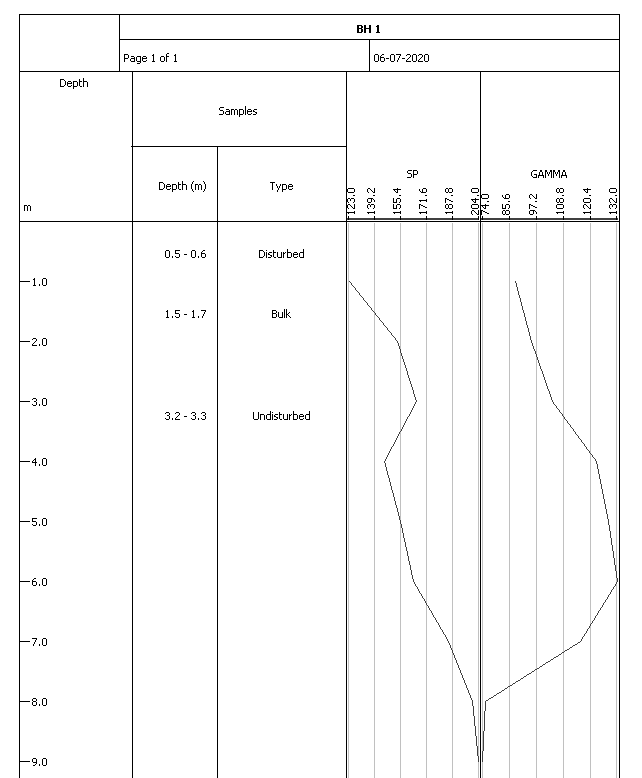 BH 1
Page 1 of 1
06-07-2020
Depth
Samples
SP
GAMMA
Depth (m)
Type
m
123.0
139.2
155.4
171.6
187.8
204.0
74.0
85.6
97.2
108.8
120.4
132.0
0.5 - 0.6 Disturbed
1.0
1.5 - 1.7 Bulk
2.0
3.0
3.2 - 3.3 Undisturbed
4.0
5.0
6.0
7.0
8.0
9.0